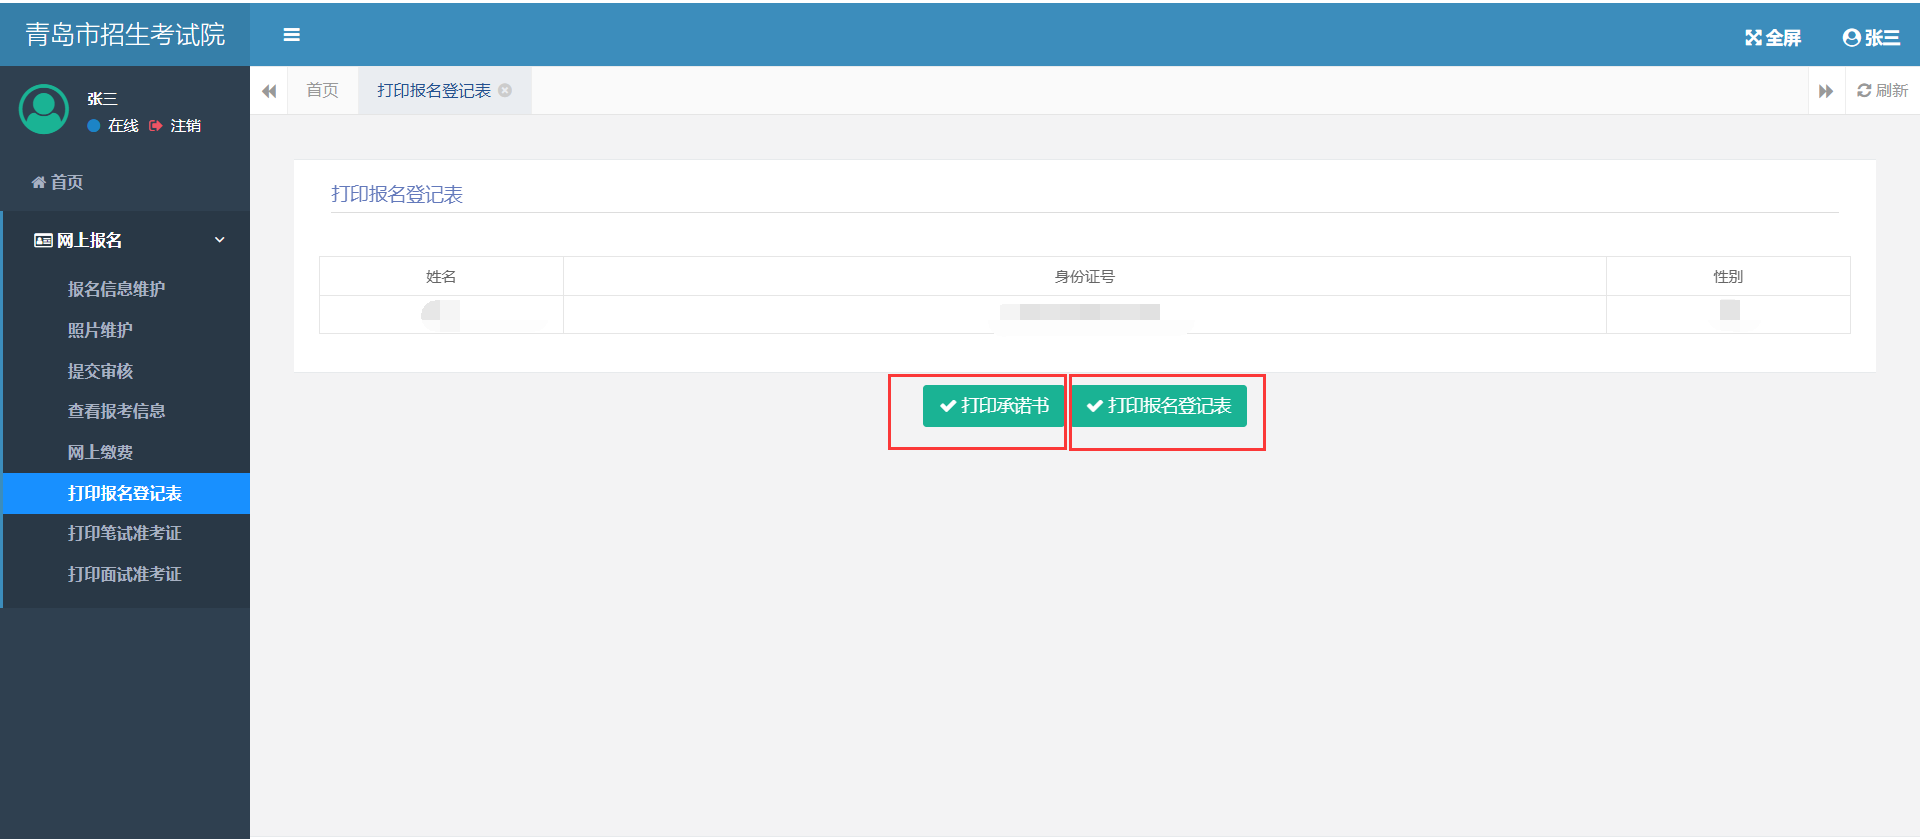 青岛市招生考试院
全屏
张三
张三
在线 注销
首页
打印报名登记表
刷新
首页
网上报名
报名信息维护
照片维护
提交审核
查看报考信息
网上缴费
打印报名登记表
打印笔试准考证
打印面试准考证
打印报名登记表
姓名 身份证号 性别
打印承诺书
打印报名登记表